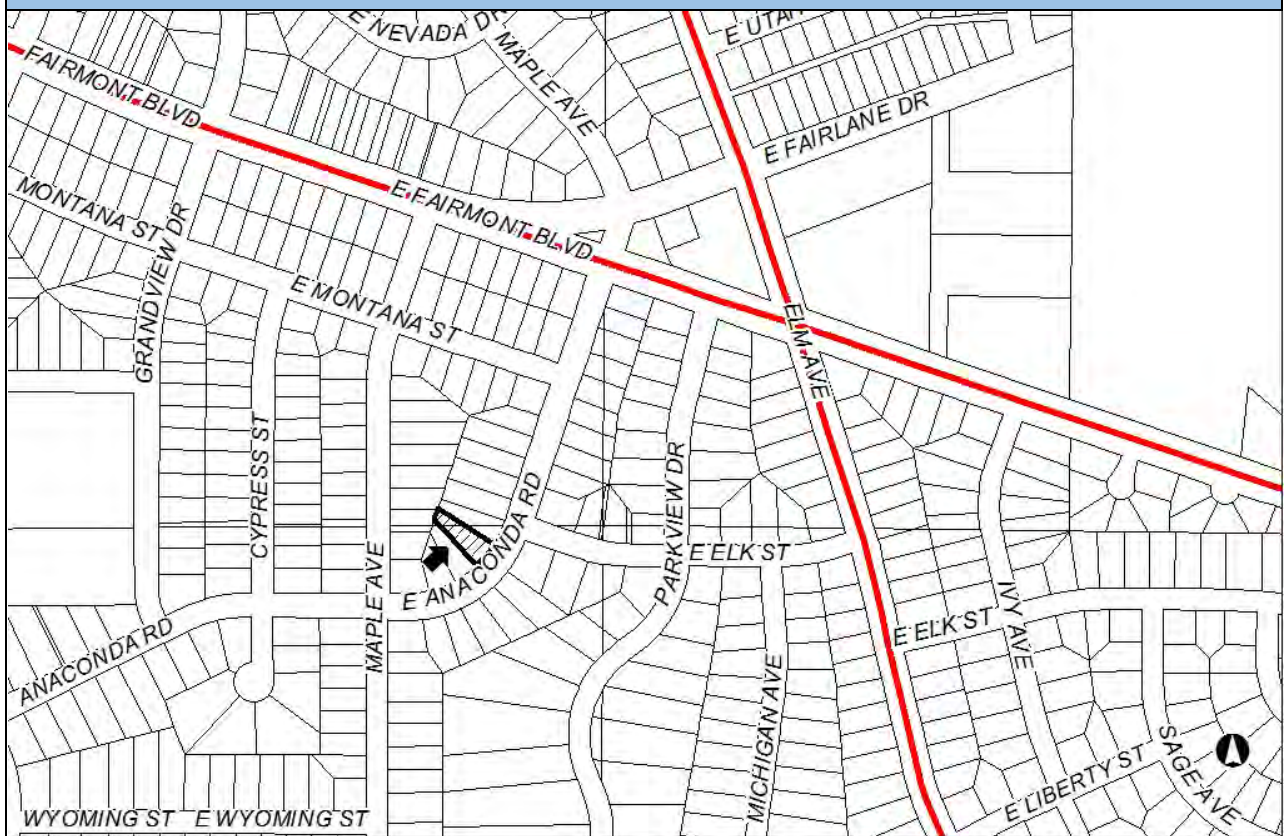 E NEVADA DR
MAPLE AVE
E UTAH
FAIRMONT BLVD
E FAIRLANE DR
MONTANA ST
GRANDVIEW DR
E FAIRMONT BLVD
E MONTANA ST
ELM AVE
CYPRESS ST
PARKVIEW DR
E ANACONDA RD
E ELK ST
MAPLE AVE
IVY AVE
E ELK ST
ANACONDA RD
MICHIGAN AVE
SAGE AVE
E LIBERTY ST
WYOMING ST
E WYOMING ST